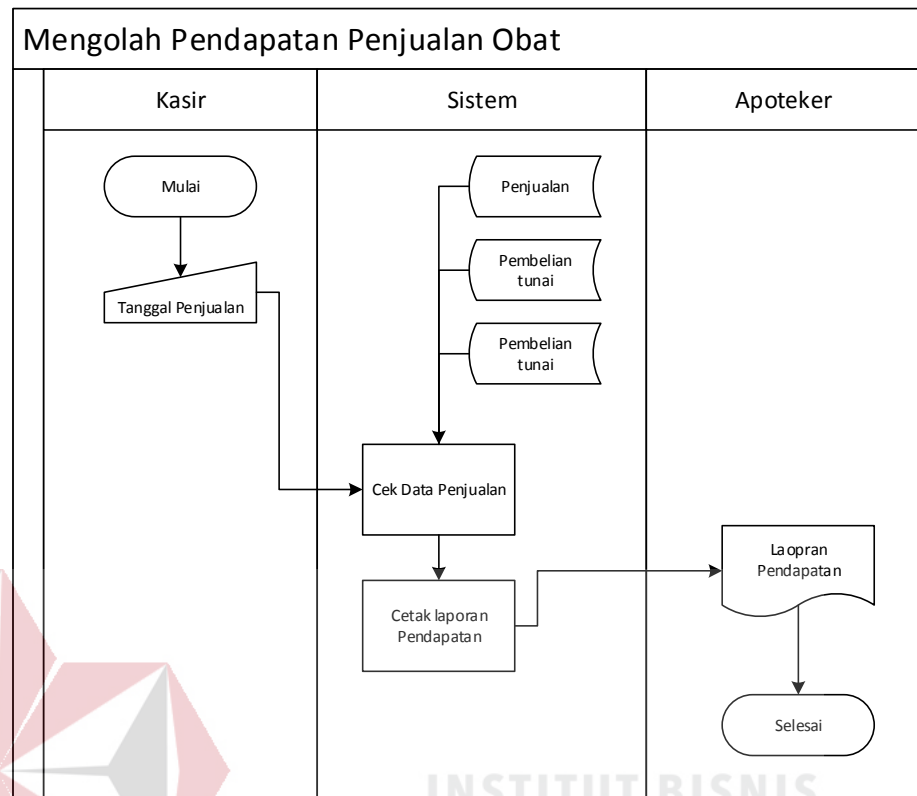 Mengolah Pendapatan Penjualan Obat
Kasir
Sistem
Apoteker
Mulai
Penjualan
Pembelian
tunai
Tanggal Penjualan
Pembelian
tunai
Cek Data Penjualan
Laopran
Pendapatan
Cetak laporan
Pendapatan
Selesai
INSTITUT BISNIS